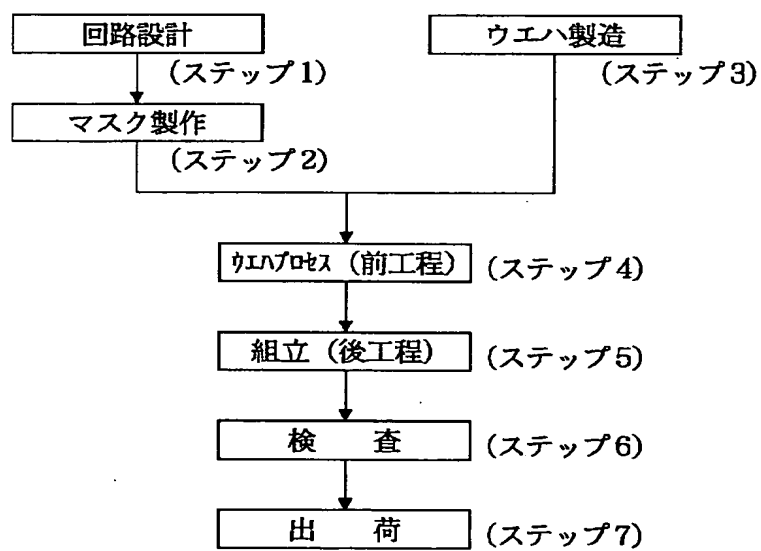 回路設計
ウエハ製造
(ステップ1)
(ステップ3)
マスク製作
(ステップ2)
ウエハプロセス (前工程)
(ステップ4)
組立 (後工程)
(ステップ5)
検 査
(ステップ6)
出 荷
(ステップ7)